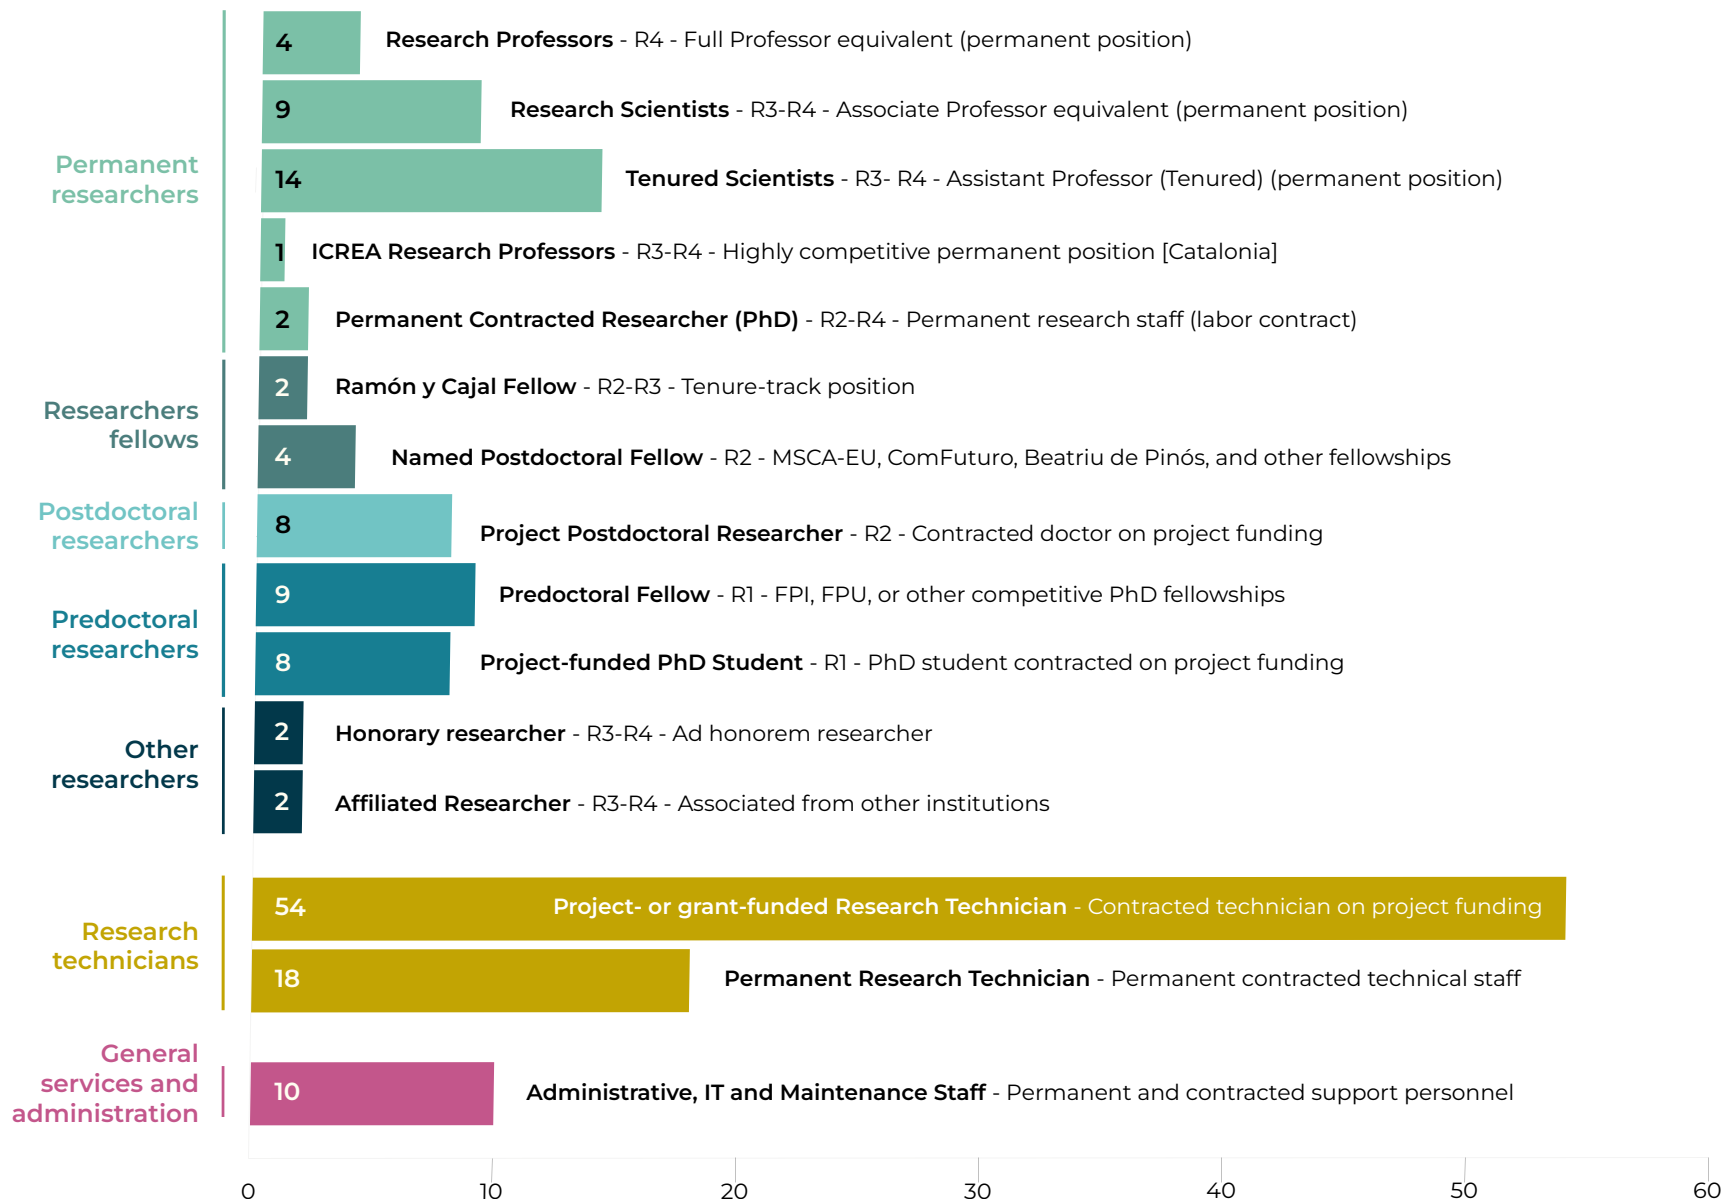 4 Research Professors - R4 - Full Professor equivalent (permanent position)
9 Research Scientists - R3-R4 - Associate Professor equivalent (permanent position)
Permanent
researchers
14 Tenured Scientists - R3- R4 - Assistant Professor (Tenured) (permanent position)
1 ICREA Research Professors - R3-R4 - Highly competitive permanent position [Catalonia]
2 Permanent Contracted Researcher (PhD) - R2-R4 - Permanent research staff (labor contract)
Researchers
fellows
2 Ramón y Cajal Fellow - R2-R3 - Tenure-track position
4 Named Postdoctoral Fellow - R2 - MSCA-EU, ComFuturo, Beatriu de Pinós, and other fellowships
Postdoctoral
researchers
8 Project Postdoctoral Researcher - R2 - Contracted doctor on project funding
Predoctoral
researchers
9 Predoctoral Fellow - R1 - FPI, FPU, or other competitive PhD fellowships
8 Project-funded PhD Student - R1 - PhD student contracted on project funding
Other
researchers
2 Honorary researcher - R3-R4 - Ad honorem researcher
2 Affiliated Researcher - R3-R4 - Associated from other institutions
Research
technicians
54 Project- or grant-funded Research Technician - Contracted technician on project funding
18 Permanent Research Technician - Permanent contracted technical staff
General
services and
administration
10 Administrative, IT and Maintenance Staff - Permanent and contracted support personnel
0 10 20 30 40 50 60